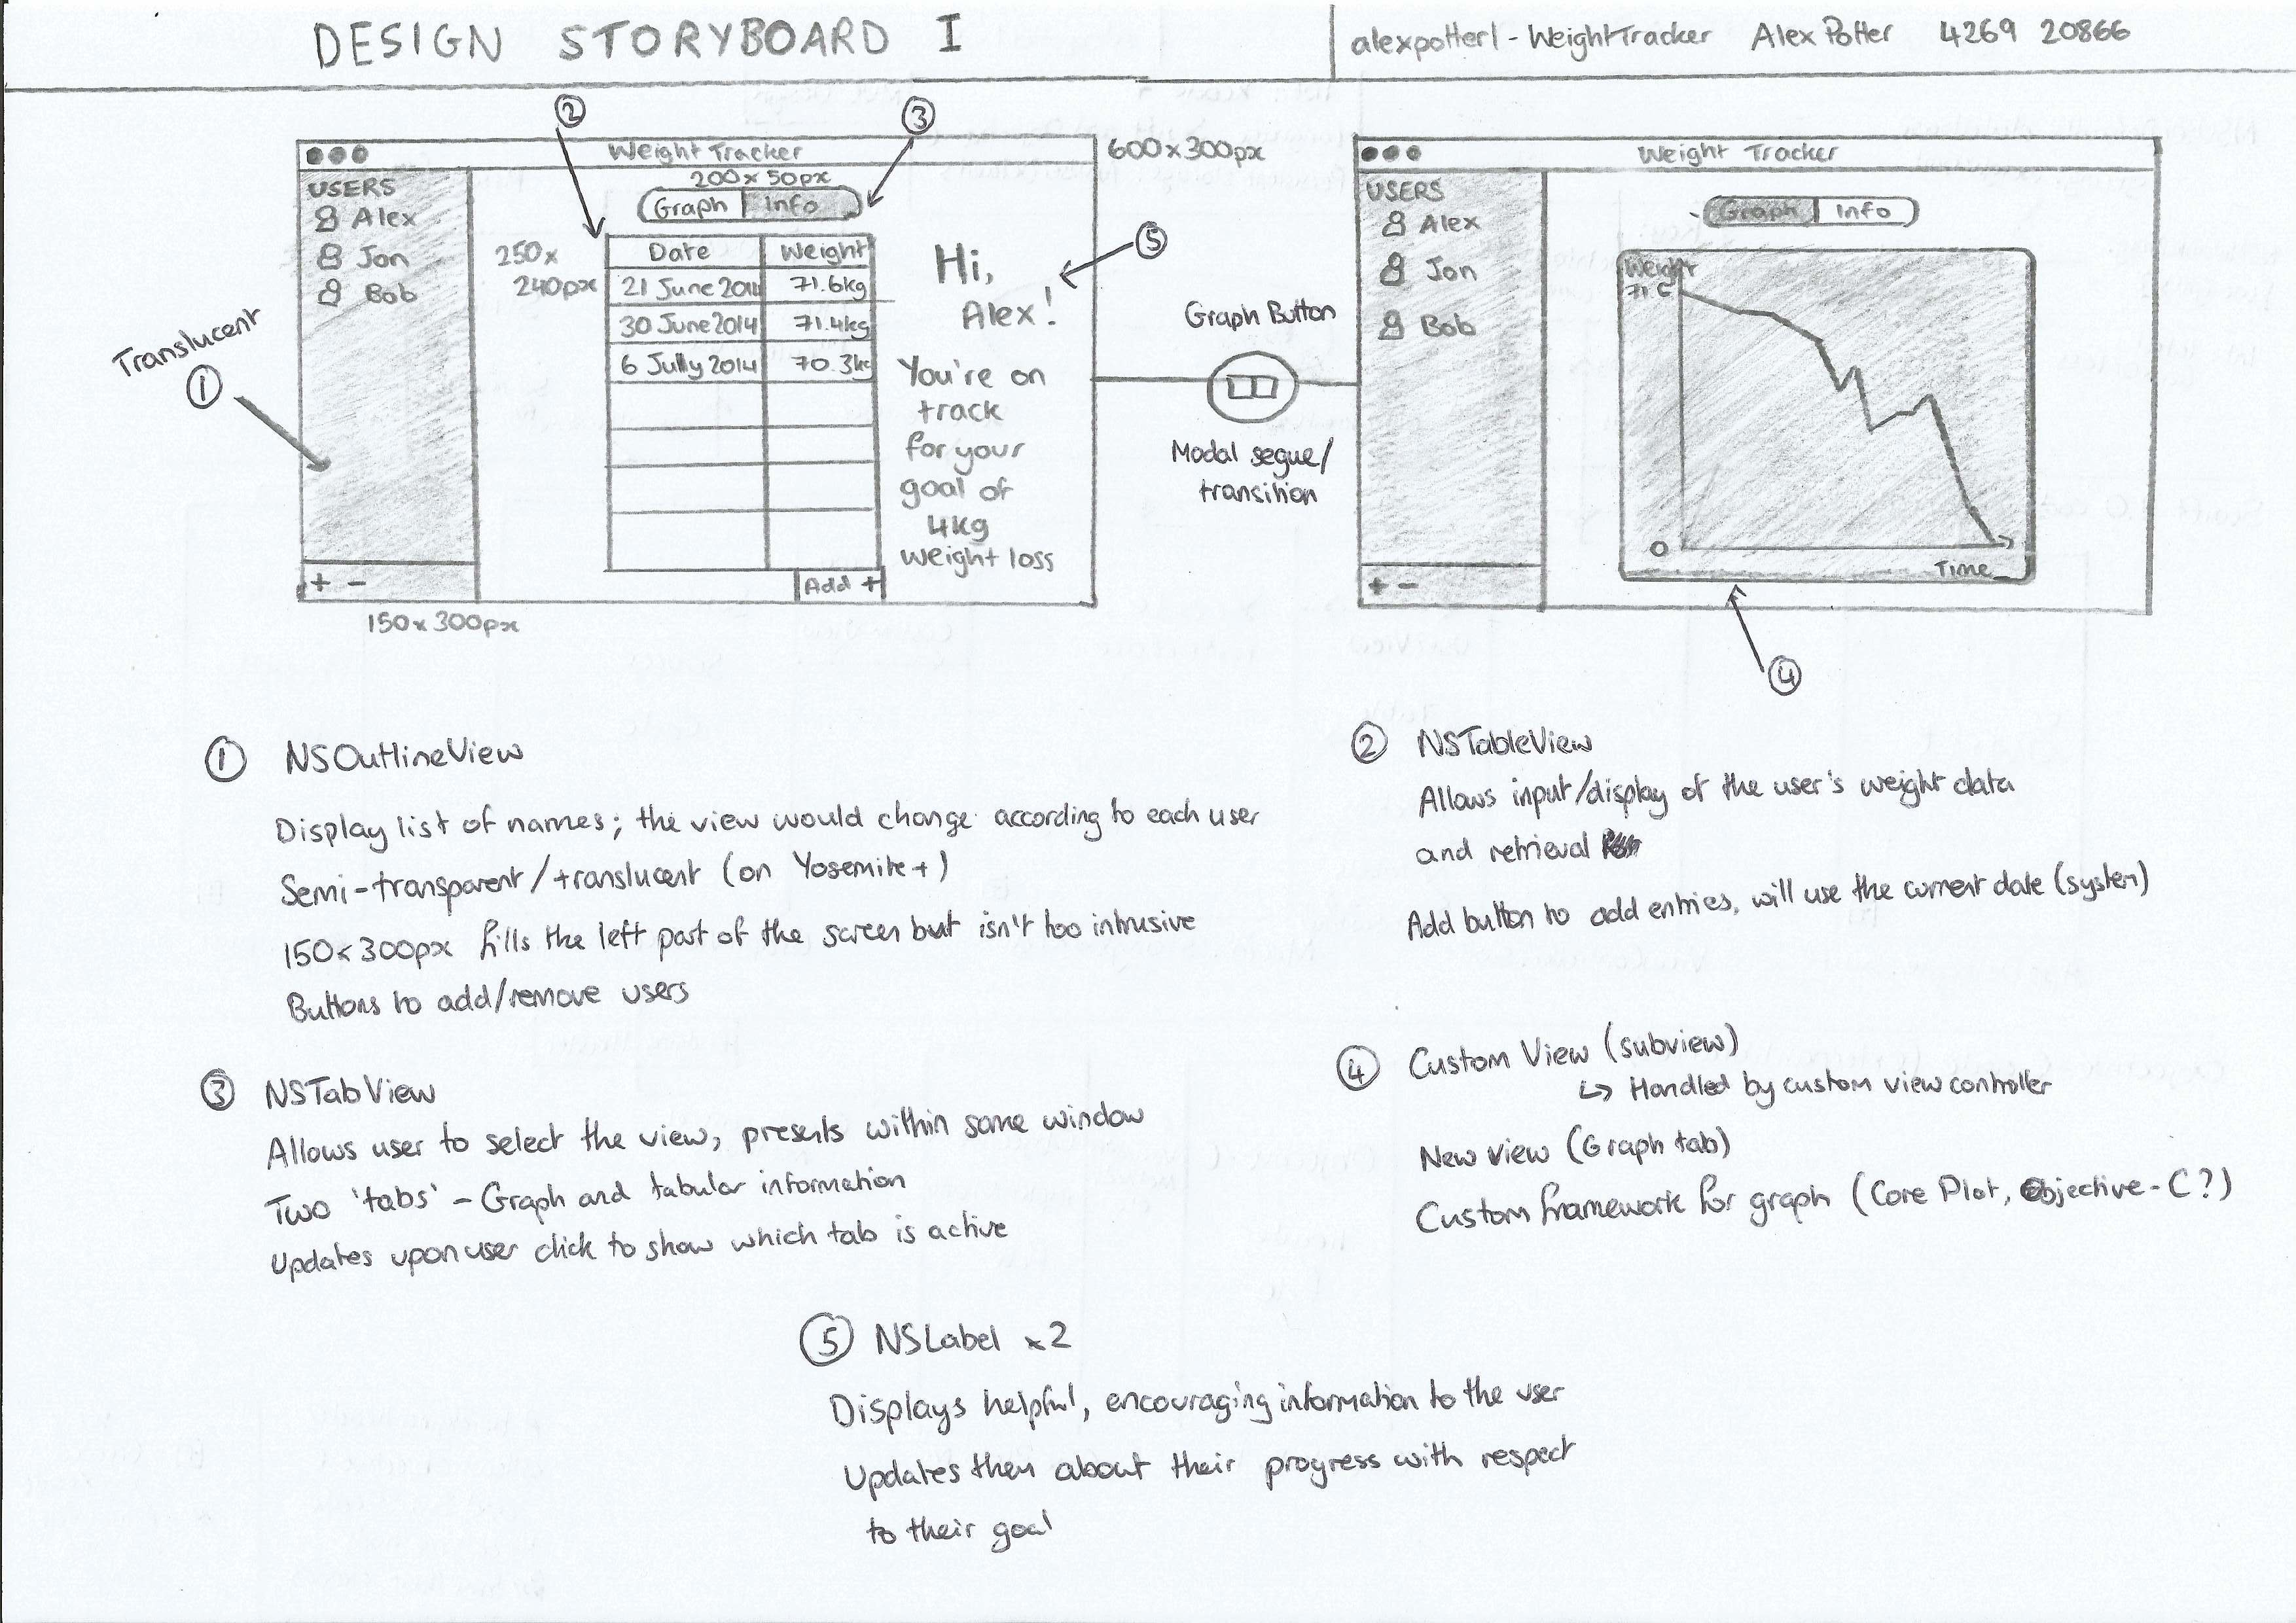 DESIGN STORYBOARD I
alexpotter1 - WeightTracker Alex Potter 4269 20866
② ③
Weight Tracker
600x300px
USERS
Alex
Jon
Bob
200x50px
Graph Info
250x
240px
Date Weight
21 June 2014 71.6kg
30 June 2014 71.4kg
6 Jully 2014 70.3kg
Add +
Hi,
Alex!
You're on
track
for your
goal of
4kg
weight loss
⑤
Translucent
①
+ -
150x300px
Graph Button
Modal segue/
transition
Weight Tracker
USERS
Alex
Jon
Bob
Graph Info
Weight
71.6
0
Time
+ -
④
① NSOutlineView
Display list of names; the view would change according to each user
Semi-transparent/translucent (on Yosemite+)
150x300px fills the left part of the screen but isn't too intrusive
Buttons to add/remove users
② NSTableView
Allows input/display of the user's weight data
and retrieval
Add button to add entries, will use the current date (system)
③ NSTabView
Allows user to select the view, presents within same window
Two 'tabs' - Graph and tabular information
Updates upon user click to show which tab is active
④ Custom View (subview)
↳ Handled by custom view controller
New view (Graph tab)
Custom framework for graph (Core Plot, Objective-C?)
⑤ NSLabel x2
Displays helpful, encouraging information to the user
Updates them about their progress with respect
to their goal